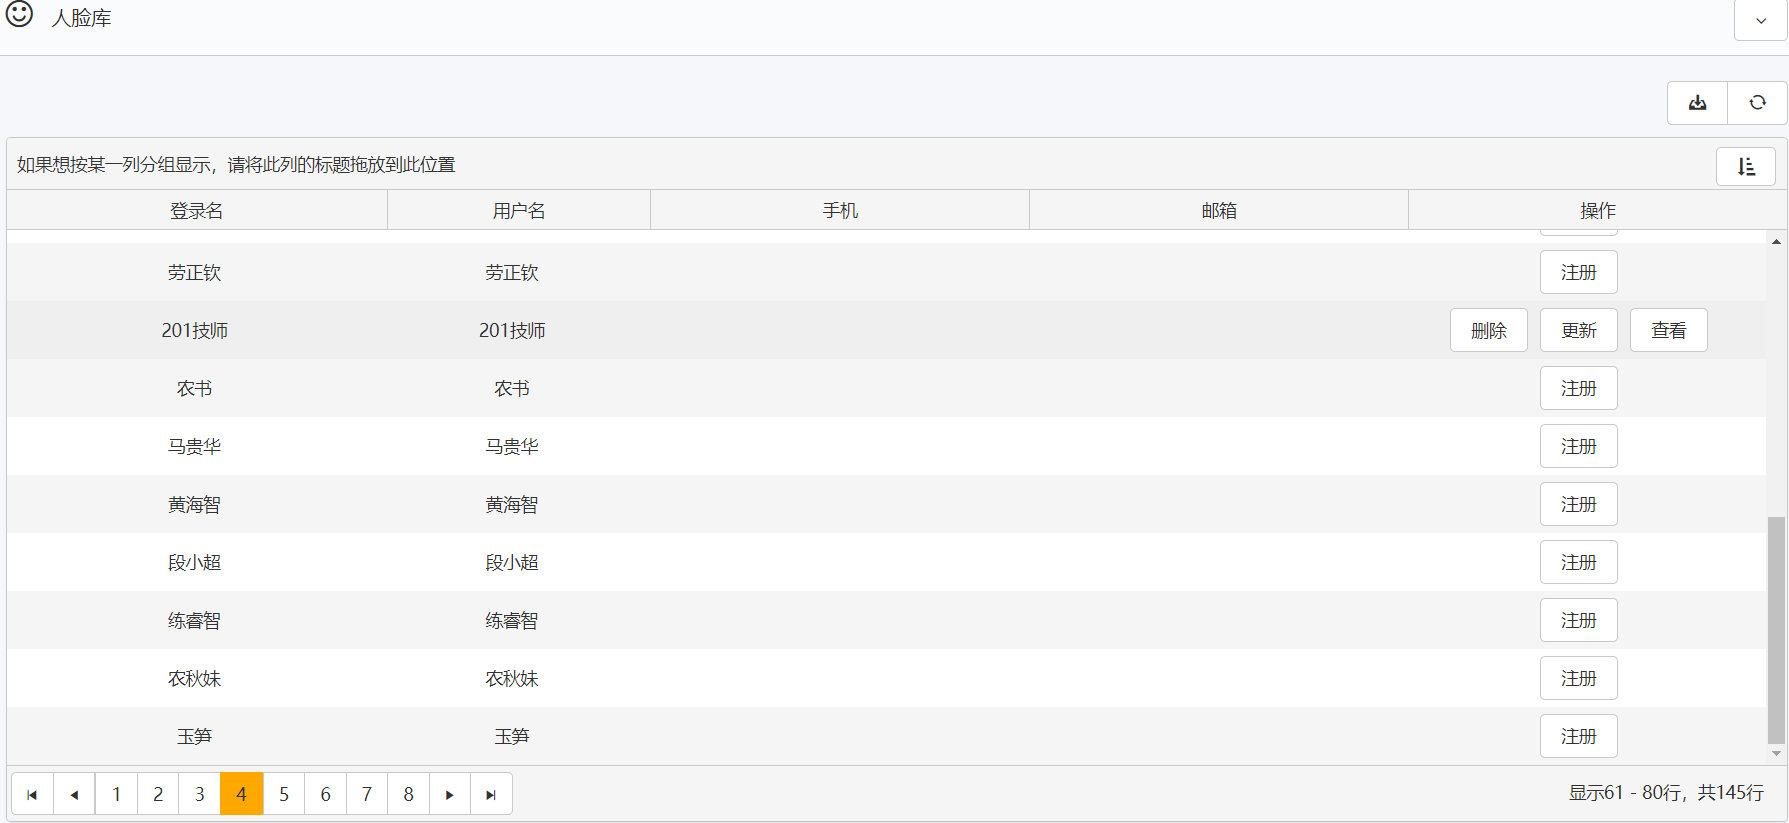 人脸库
如果想按某一列分组显示，请将此列的标题拖放到此位置
登录名 用户名 手机 邮箱 操作
劳正钦 劳正钦 注册
201技师 201技师 删除 更新 查看
农书 农书 注册
马贵华 马贵华 注册
黄海智 黄海智 注册
段小超 段小超 注册
练睿智 练睿智 注册
农秋妹 农秋妹 注册
玉笋 玉笋 注册
1 2 3 4 5 6 7 8 显示61 - 80行，共145行